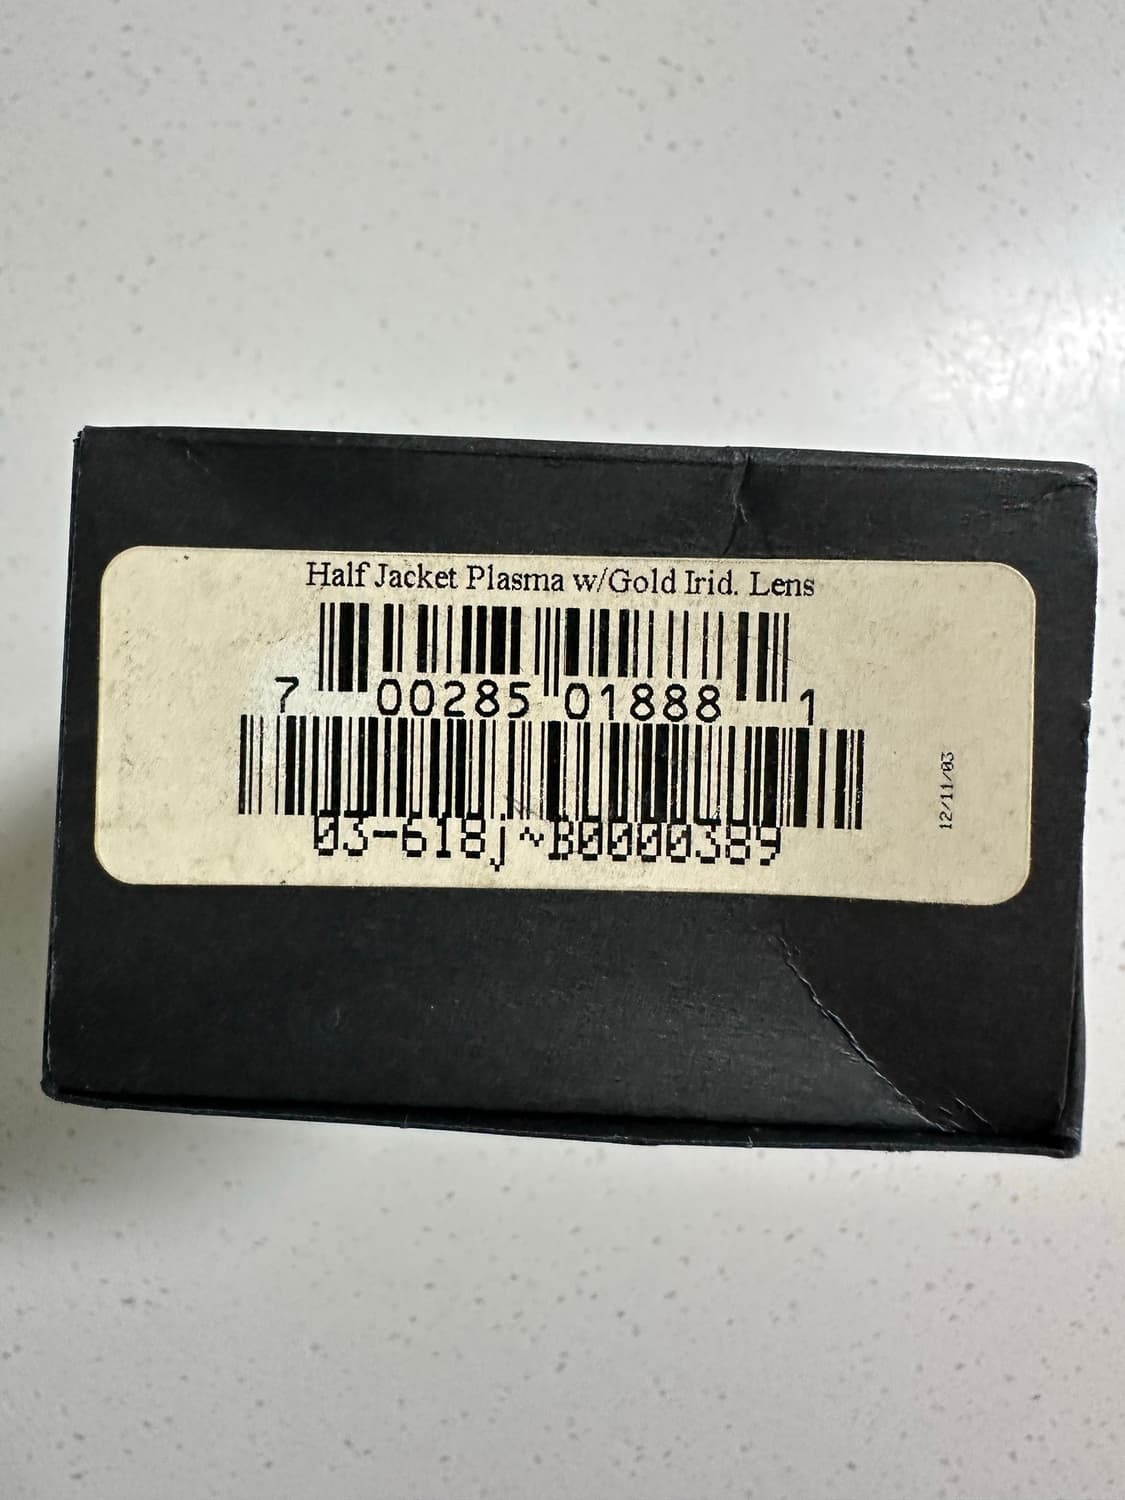 Half Jacket Plasma w/Gold Irid. Lens
7 00285 01888 1
03-618j~B0000389
12/11/03